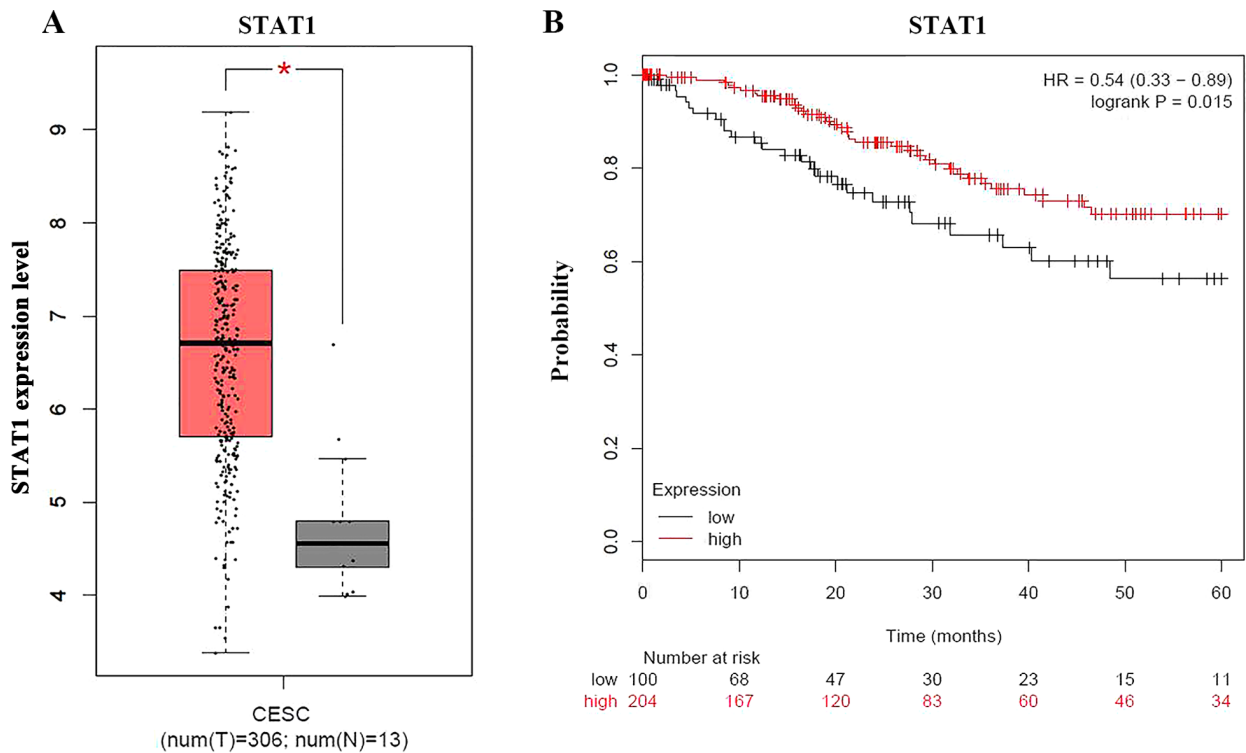 A
STAT1
*
STAT1 expression level
9
8
7
6
5
4
CESC
(num(T)=306; num(N)=13)
B
STAT1
HR = 0.54 (0.33 − 0.89)
logrank P = 0.015
Probability
1.0
0.8
0.6
0.4
0.2
0.0
Expression
low
high
0 10 20 30 40 50 60
Time (months)
Number at risk
low 100 68 47 30 23 15 11
high 204 167 120 83 60 46 34